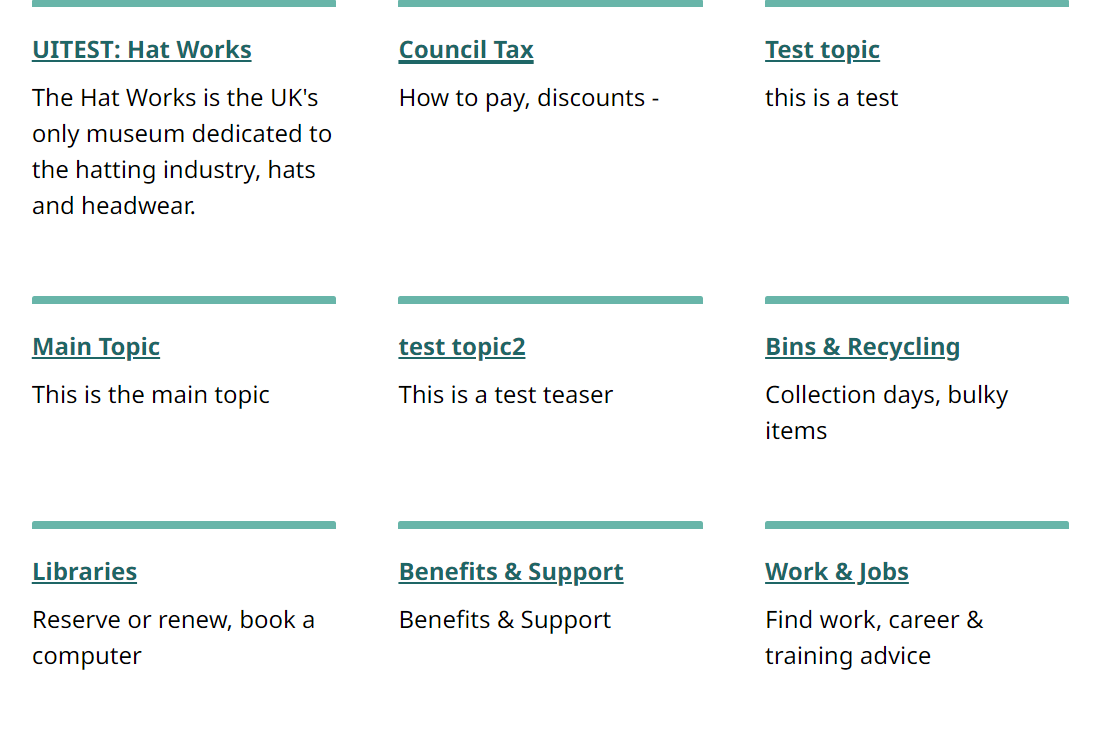 UITEST: Hat Works
The Hat Works is the UK's
only museum dedicated to
the hatting industry, hats
and headwear.
Council Tax
How to pay, discounts -
Test topic
this is a test
Main Topic
This is the main topic
test topic2
This is a test teaser
Bins & Recycling
Collection days, bulky
items
Libraries
Reserve or renew, book a
computer
Benefits & Support
Benefits & Support
Work & Jobs
Find work, career &
training advice